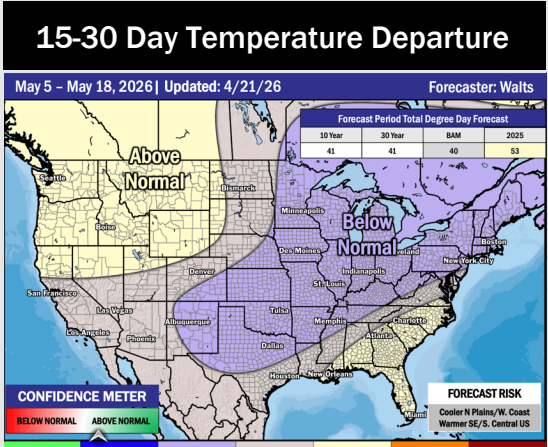 15-30 Day Temperature Departure
May 5 – May 18, 2026| Updated: 4/21/26
Forecaster: Walts
Forecast Period Total Degree Day Forecast
10 Year 30 Year BAM 2025
41 41 40 53
Above
Normal
Seattle
Bismarck
Minneapolis
Below
Normal
Boise
Des Moines
eveland
Boston
New York City
Denver
Indianapolis
St. Louis
San Francisco
Las Vegas
Los Angeles
Phoenix
Albuquerque
Tulsa
Memphis
Charlotte
Atlanta
Dallas
Houston
New Orleans
Miami
CONFIDENCE METER
BELOW NORMAL ABOVE NORMAL
FORECAST RISK
Cooler N Plains/W. Coast
Warmer SE/S. Central US